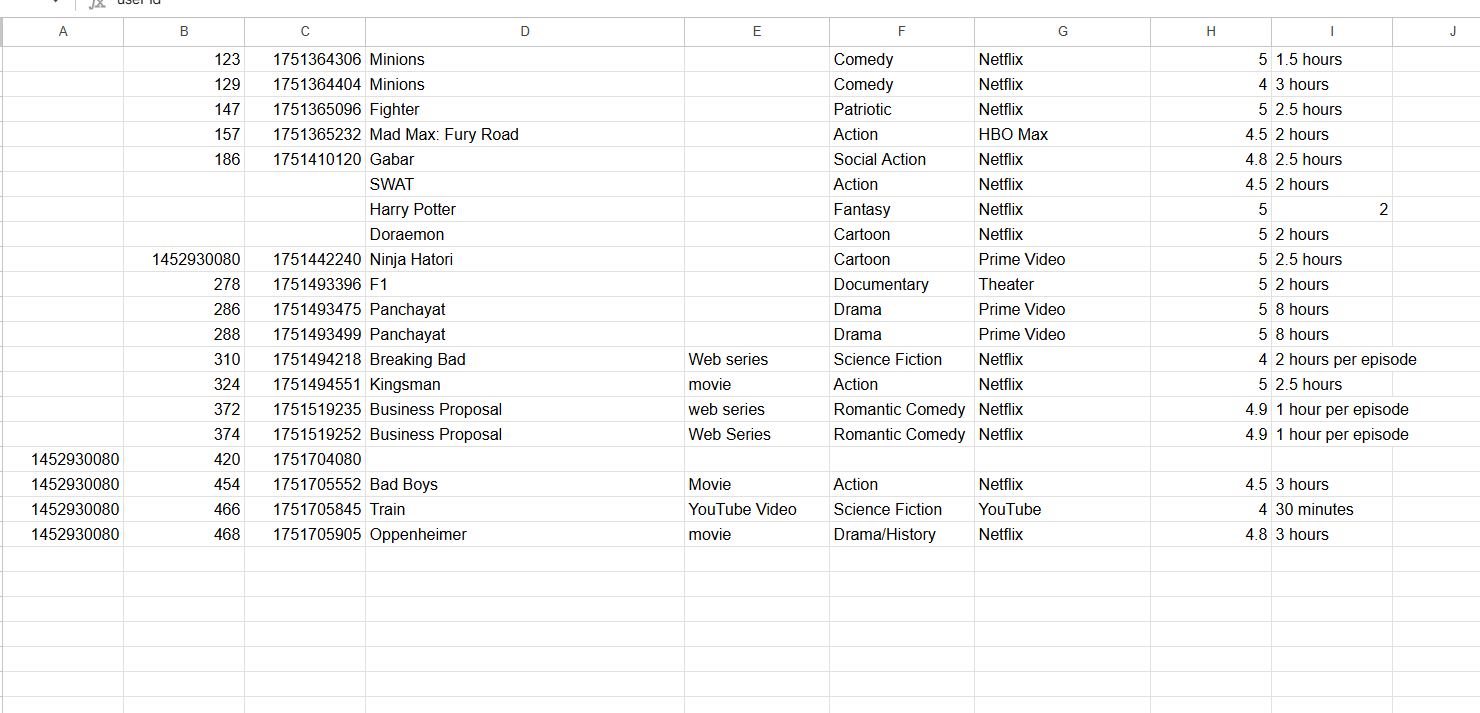 user id
A B C D E F G H I J
123 1751364306 Minions Comedy Netflix 5 1.5 hours
129 1751364404 Minions Comedy Netflix 4 3 hours
147 1751365096 Fighter Patriotic Netflix 5 2.5 hours
157 1751365232 Mad Max: Fury Road Action HBO Max 4.5 2 hours
186 1751410120 Gabar Social Action Netflix 4.8 2.5 hours
SWAT Action Netflix 4.5 2 hours
Harry Potter Fantasy Netflix 5 2
Doraemon Cartoon Netflix 5 2 hours
1452930080 1751442240 Ninja Hatori Cartoon Prime Video 5 2.5 hours
278 1751493396 F1 Documentary Theater 5 2 hours
286 1751493475 Panchayat Drama Prime Video 5 8 hours
288 1751493499 Panchayat Drama Prime Video 5 8 hours
310 1751494218 Breaking Bad Web series Science Fiction Netflix 4 2 hours per episode
324 1751494551 Kingsman movie Action Netflix 5 2.5 hours
372 1751519235 Business Proposal web series Romantic Comedy Netflix 4.9 1 hour per episode
374 1751519252 Business Proposal Web Series Romantic Comedy Netflix 4.9 1 hour per episode
1452930080 420 1751704080
1452930080 454 1751705552 Bad Boys Movie Action Netflix 4.5 3 hours
1452930080 466 1751705845 Train YouTube Video Science Fiction YouTube 4 30 minutes
1452930080 468 1751705905 Oppenheimer movie Drama/History Netflix 4.8 3 hours